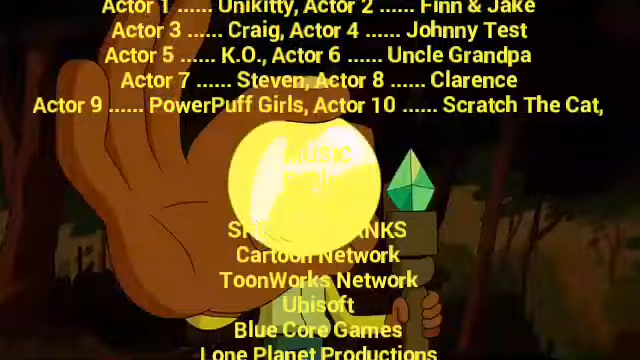 Actor 1 ...... Unikitty, Actor 2 ...... Finn & Jake
Actor 3 ...... Craig, Actor 4 ...... Johnny Test
Actor 5 ...... K.O., Actor 6 ...... Uncle Grandpa
Actor 7 ...... Steven, Actor 8 ...... Clarence
Actor 9 ...... PowerPuff Girls, Actor 10 ...... Scratch The Cat,
MUSIC
Cartoon Network
ToonWorks Network
Ubisoft
Blue Core Games
Lone Planet Productions